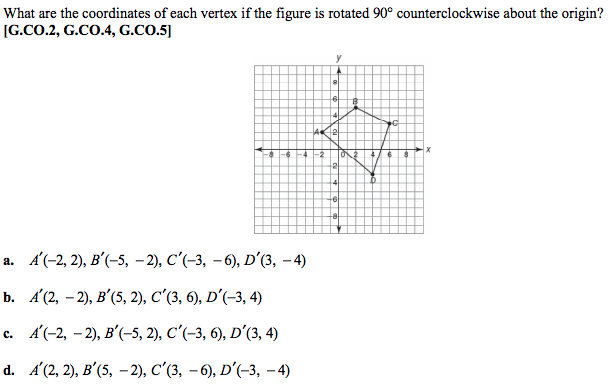 What are the coordinates of each vertex if the figure is rotated 90° counterclockwise about the origin?
[G.CO.2, G.CO.4, G.CO.5]
y
8
6
B
4
C
A
2
-8 -6 -4 -2 0 2 4 6 8 x
-2
-4
D
-6
-8
a. A′(–2, 2), B′(–5, – 2), C′(–3, – 6), D′(3, – 4)
b. A′(2, – 2), B′(5, 2), C′(3, 6), D′(–3, 4)
c. A′(–2, – 2), B′(–5, 2), C′(–3, 6), D′(3, 4)
d. A′(2, 2), B′(5, – 2), C′(3, – 6), D′(–3, – 4)